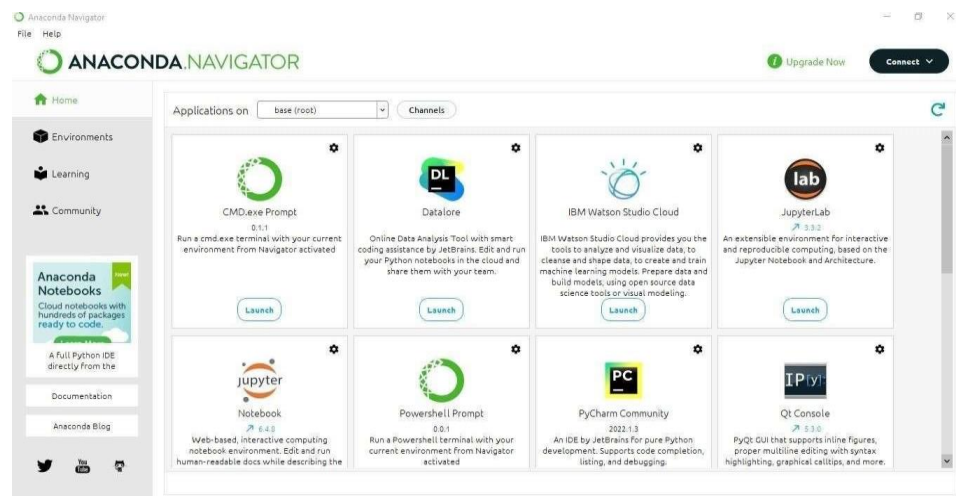 Anaconda Navigator
File Help
ANACONDA.NAVIGATOR
Upgrade Now
Connect
Home
Environments
Learning
Community
Anaconda
Notebooks
Cloud notebooks with
hundreds of packages
ready to code.
A full Python IDE
directly from the
Documentation
Anaconda Blog
You
Tube
Applications on
base (root)
Channels
CMD.exe Prompt
0.1.1
Run a cmd.exe terminal with your current
environment from Navigator activated
Launch
DL
Datalore
Online Data Analysis Tool with smart
coding assistance by JetBrains. Edit and run
your Python notebooks in the cloud and
share them with your team.
Launch
IBM Watson Studio Cloud
IBM Watson Studio Cloud provides you the
tools to analyze and visualize data, to
cleanse and shape data, to create and train
machine learning models. Prepare data and
build models, using open source data
science tools or visual modeling.
Launch
lab
JupyterLab
3.3.2
An extensible environment for interactive
and reproducible computing, based on the
Jupyter Notebook and Architecture.
Launch
jupyter
Notebook
6.4.8
Web-based, interactive computing
notebook environment. Edit and run
human-readable docs while describing the
Powershell Prompt
0.0.1
Run a Powershell terminal with your
current environment from Navigator
activated
PC
PyCharm Community
2022.1.3
An IDE by JetBrains for pure Python
development. Supports code completion,
listing, and debugging.
IP[y]:
Qt Console
5.3.0
PyQt GUI that supports inline figures,
proper multiline editing with syntax
highlighting, graphical calltips, and more.